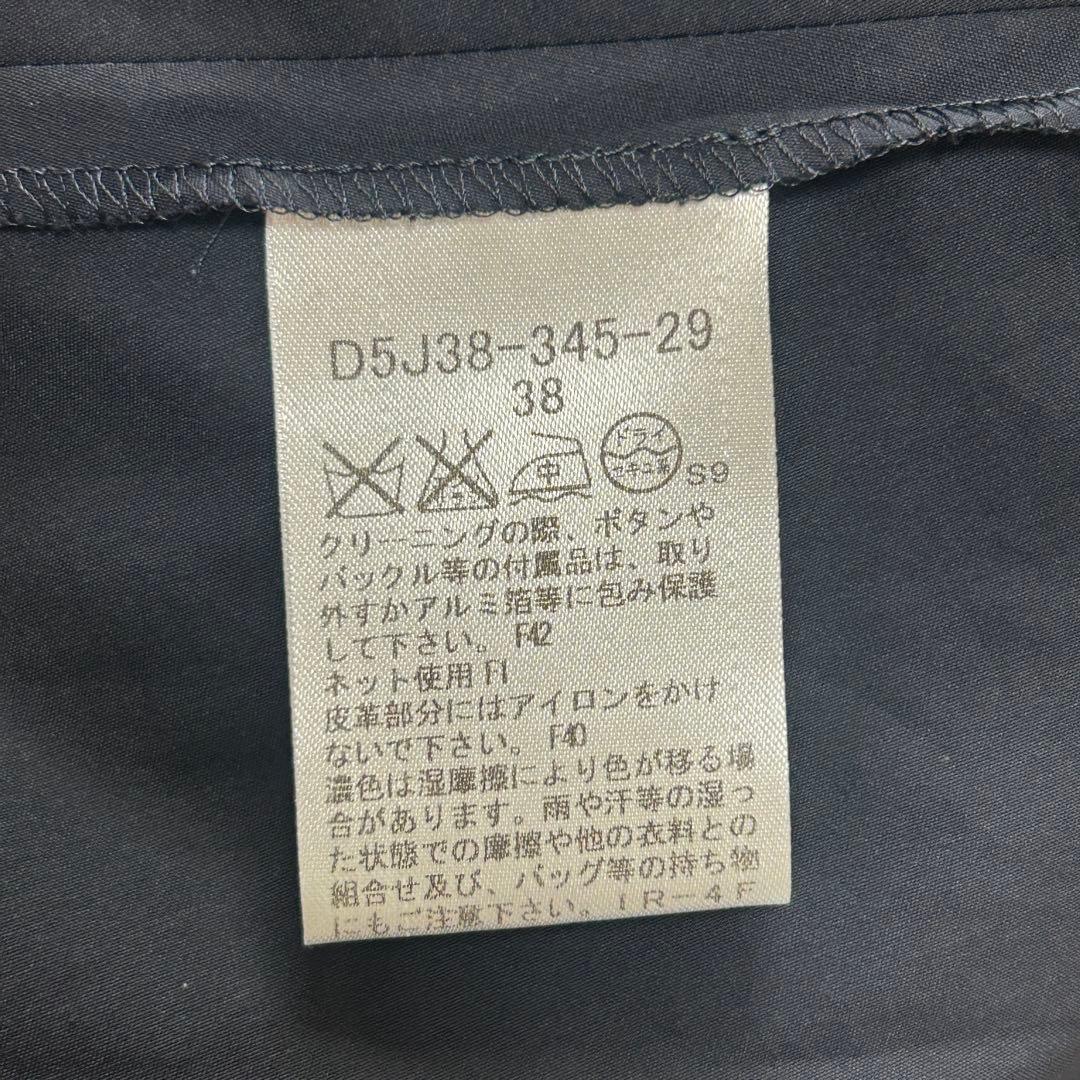 D5J38-345-29
38
中
ドライ
セキユ系
S9
クリーニングの際、ボタンや
バックル等の付属品は、取り
外すかアルミ箔等に包み保護
して下さい。 F42
ネット使用 F1
皮革部分にはアイロンをかけ
ないで下さい。 F40
濃色は湿摩擦により色が移る場
合があります。雨や汗等の湿っ
た状態での摩擦や他の衣料との
組合せ及び、バッグ等の持ち物
にもご注意下さい。IR-4F